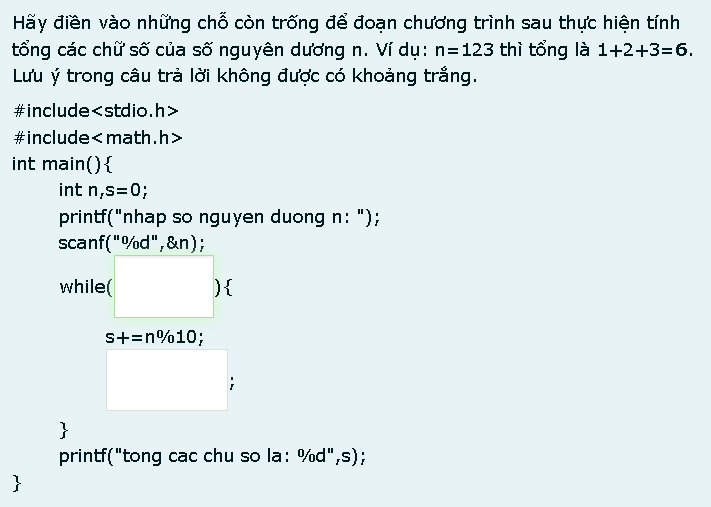 Hãy điền vào những chỗ còn trống để đoạn chương trình sau thực hiện tính
tổng các chữ số của số nguyên dương n. Ví dụ: n=123 thì tổng là 1+2+3=6.
Lưu ý trong câu trả lời không được có khoảng trắng.
#include<stdio.h>
#include<math.h>
int main(){
int n,s=0;
printf("nhap so nguyen duong n: ");
scanf("%d",&n);
while( ){
s+=n%10;
;
}
printf("tong cac chu so la: %d",s);
}